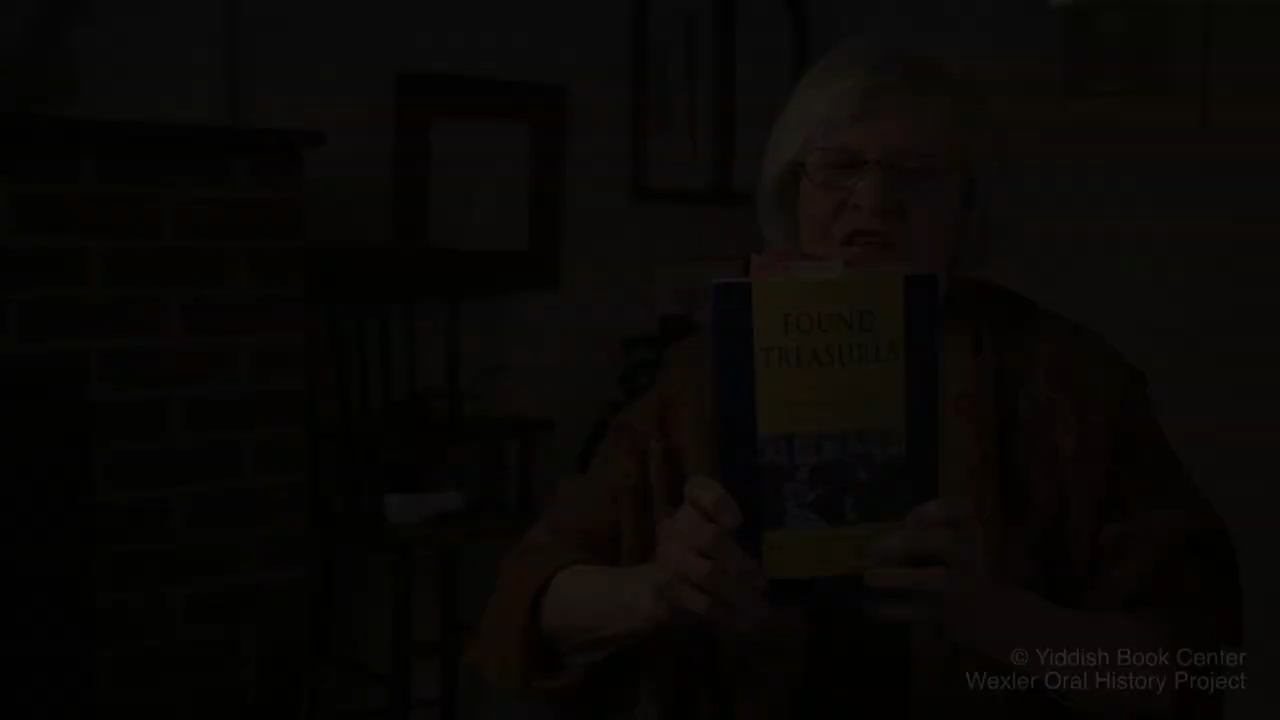 FOUND
TREASURES
© Yiddish Book Center
Wexler Oral History Project